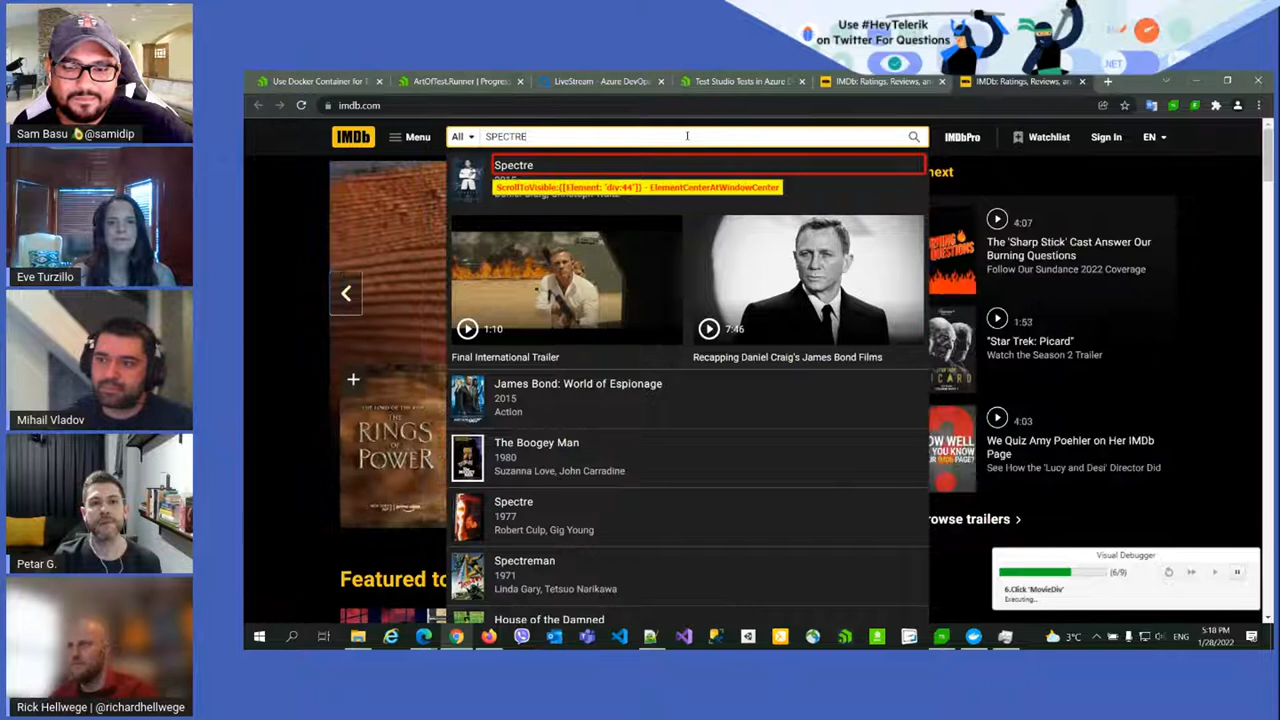 Use #HeyTelerik
on Twitter For Questions
.NET
Sam Basu 🥑@samidip
Eve Turzillo
Mihail Vladov
Petar G.
Rick Hellwege | @richardhellwege
Use Docker Container for T
ArtOfTest.Runner | Progres
LiveStream - Azure DevOp
Test Studio Tests in Azure D
IMDb: Ratings, Reviews, an
IMDb: Ratings, Reviews, an
imdb.com
IMDb
Menu
All
SPECTRE
IMDbPro
Watchlist
Sign In
EN
Spectre
ScrollToVisible:([Element: 'div:44']) - ElementCenterAtWindowCenter
1:10
7:46
Final International Trailer
Recapping Daniel Craig's James Bond Films
James Bond: World of Espionage
2015
Action
The Boogey Man
1980
Suzanna Love, John Carradine
Spectre
1977
Robert Culp, Gig Young
Spectreman
1971
Linda Gary, Tetsuo Narikawa
House of the Damned
next
4:07
The 'Sharp Stick' Cast Answer Our
Burning Questions
Follow Our Sundance 2022 Coverage
1:53
"Star Trek: Picard"
Watch the Season 2 Trailer
4:03
We Quiz Amy Poehler on Her IMDb
Page
See How the 'Lucy and Desi' Director Did
rowse trailers
THE LORD OF THE RINGS
THE
RINGS
OF
POWER
Featured to
Visual Debugger
(6/9)
6.Click 'MovieDiv'
Executing...
3°C
ENG
5:18 PM
1/28/2022